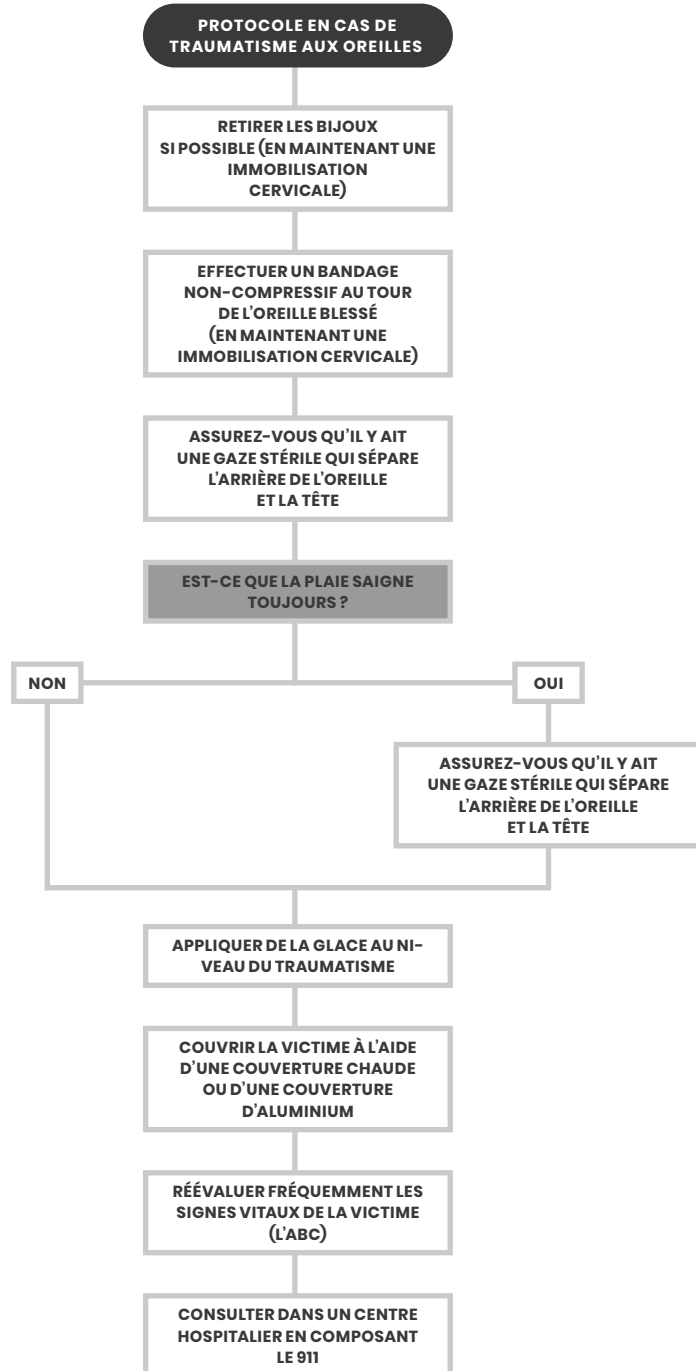 PROTOCOLE EN CAS DE
TRAUMATISME AUX OREILLES
RETIRER LES BIJOUX
SI POSSIBLE (EN MAINTENANT UNE
IMMOBILISATION
CERVICALE)
EFFECTUER UN BANDAGE
NON-COMPRESSIF AU TOUR
DE L'OREILLE BLESSÉ
(EN MAINTENANT UNE
IMMOBILISATION CERVICALE)
ASSUREZ-VOUS QU'IL Y AIT
UNE GAZE STÉRILE QUI SÉPARE
L'ARRIÈRE DE L'OREILLE
ET LA TÊTE
EST-CE QUE LA PLAIE SAIGNE
TOUJOURS ?
NON
OUI
ASSUREZ-VOUS QU'IL Y AIT
UNE GAZE STÉRILE QUI SÉPARE
L'ARRIÈRE DE L'OREILLE
ET LA TÊTE
APPLIQUER DE LA GLACE AU NI-
VEAU DU TRAUMATISME
COUVRIR LA VICTIME À L'AIDE
D'UNE COUVERTURE CHAUDE
OU D'UNE COUVERTURE
D'ALUMINIUM
RÉÉVALUER FRÉQUEMMENT LES
SIGNES VITAUX DE LA VICTIME
(L'ABC)
CONSULTER DANS UN CENTRE
HOSPITALIER EN COMPOSANT
LE 911